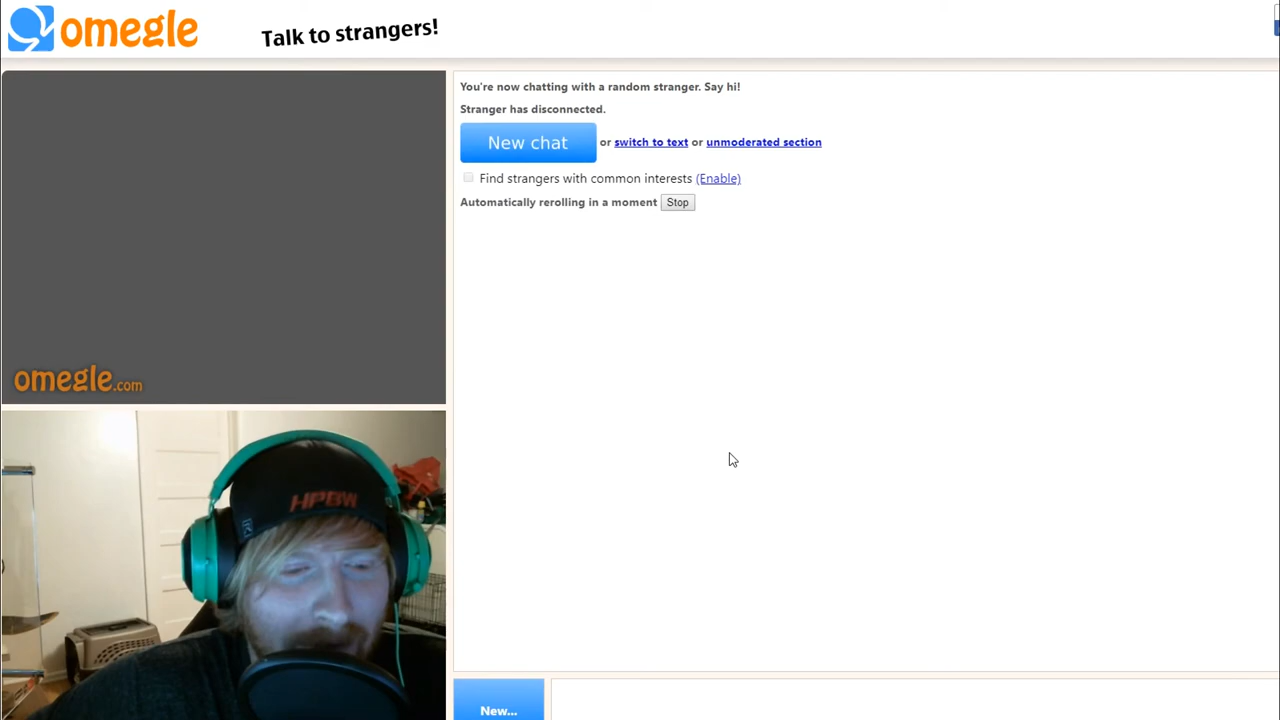 omegle
Talk to strangers!
You're now chatting with a random stranger. Say hi!
Stranger has disconnected.
New chat or switch to text or unmoderated section
Find strangers with common interests (Enable)
Automatically rerolling in a moment Stop
omegle.com
HPBW
New...